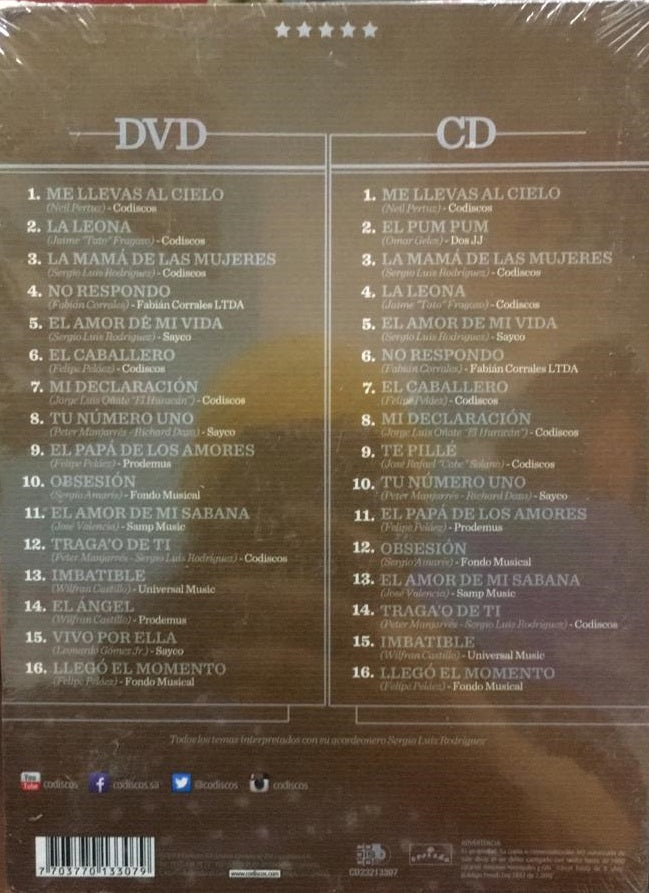 DVD
1. ME LLEVAS AL CIELO
(Neil Pertuz) - Codiscos
2. LA LEONA
(Jaime "Tato" Fragozo) - Codiscos
3. LA MAMÁ DE LAS MUJERES
(Sergio Luis Rodríguez) - Codiscos
4. NO RESPONDO
(Fabián Corrales) - Fabián Corrales LTDA
5. EL AMOR DE MI VIDA
(Sergio Luis Rodríguez) - Sayco
6. EL CABALLERO
(Felipe Peláez) - Codiscos
7. MI DECLARACIÓN
(Jorge Luis Oñate "El Huracán") - Codiscos
8. TU NÚMERO UNO
(Peter Manjarrés - Richard Daza) - Sayco
9. EL PAPÁ DE LOS AMORES
(Felipe Peláez) - Prodemus
10. OBSESIÓN
(Sergio Amarís) - Fondo Musical
11. EL AMOR DE MI SABANA
(José Valencia) - Samp Music
12. TRAGA'O DE TI
(Peter Manjarrés - Sergio Luis Rodríguez) - Codiscos
13. IMBATIBLE
(Wilfran Castillo) - Universal Music
14. EL ÁNGEL
(Wilfran Castillo) - Prodemus
15. VIVO POR ELLA
(Leonardo Gómez Jr.) - Sayco
16. LLEGÓ EL MOMENTO
(Felipe Peláez) - Fondo Musical
CD
1. ME LLEVAS AL CIELO
(Neil Pertuz) - Codiscos
2. EL PUM PUM
(Omar Geles) - Dos JJ
3. LA MAMÁ DE LAS MUJERES
(Sergio Luis Rodríguez) - Codiscos
4. LA LEONA
(Jaime "Tato" Fragozo) - Codiscos
5. EL AMOR DE MI VIDA
(Sergio Luis Rodríguez) - Sayco
6. NO RESPONDO
(Fabián Corrales) - Fabián Corrales LTDA
7. EL CABALLERO
(Felipe Peláez) - Codiscos
8. MI DECLARACIÓN
(Jorge Luis Oñate "El Huracán") - Codiscos
9. TE PILLÉ
(José Rafael "Cabe" Solano) - Codiscos
10. TU NÚMERO UNO
(Peter Manjarrés - Richard Daza) - Sayco
11. EL PAPÁ DE LOS AMORES
(Felipe Peláez) - Prodemus
12. OBSESIÓN
(Sergio Amarís) - Fondo Musical
13. EL AMOR DE MI SABANA
(José Valencia) - Samp Music
14. TRAGA'O DE TI
(Peter Manjarrés - Sergio Luis Rodríguez) - Codiscos
15. IMBATIBLE
(Wilfran Castillo) - Universal Music
16. LLEGÓ EL MOMENTO
(Felipe Peláez) - Fondo Musical
Todos los temas interpretados con su acordeonero Sergio Luis Rodríguez
You Tube codiscos codiscos.sa @codiscos codiscos
7 703770 133079
www.codiscos.com
CD23213307
ADVERTENCIA